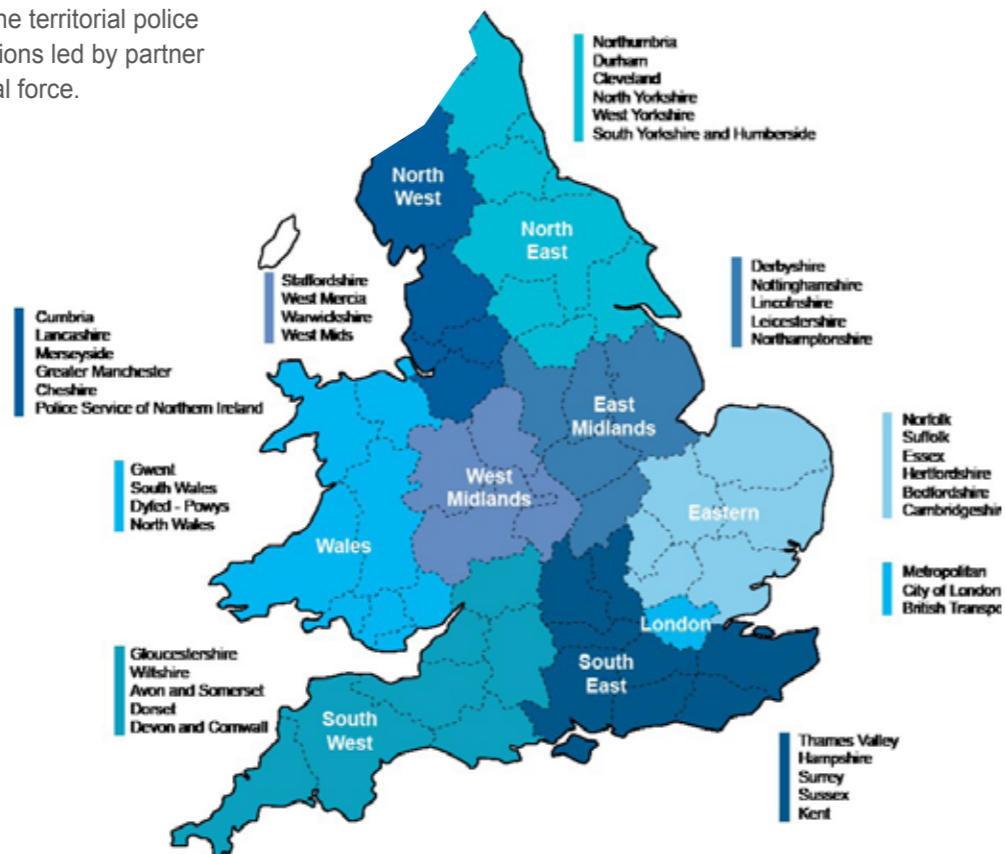 ne territorial police
tions led by partner
al force.
Northumbria
Durham
Cleveland
North Yorkshire
West Yorkshire
South Yorkshire and Humberside
North
West
North
East
Staffordshire
West Mercia
Warwickshire
West Mids
Derbyshire
Nottinghamshire
Lincolnshire
Leicestershire
Northamptonshire
Cumbria
Lancashire
Merseyside
Greater Manchester
Cheshire
Police Service of Northern Ireland
East
Midlands
Norfolk
Suffolk
Essex
Hertfordshire
Bedfordshire
Cambridgeshir
Gwent
South Wales
Dyfed - Powys
North Wales
West
Midlands
Eastern
Wales
Metropolitan
City of London
British Transpo
London
Gloucestershire
Wiltshire
Avon and Somerset
Dorset
Devon and Cornwall
South
East
South
West
Thames Valley
Hampshire
Surrey
Sussex
Kent